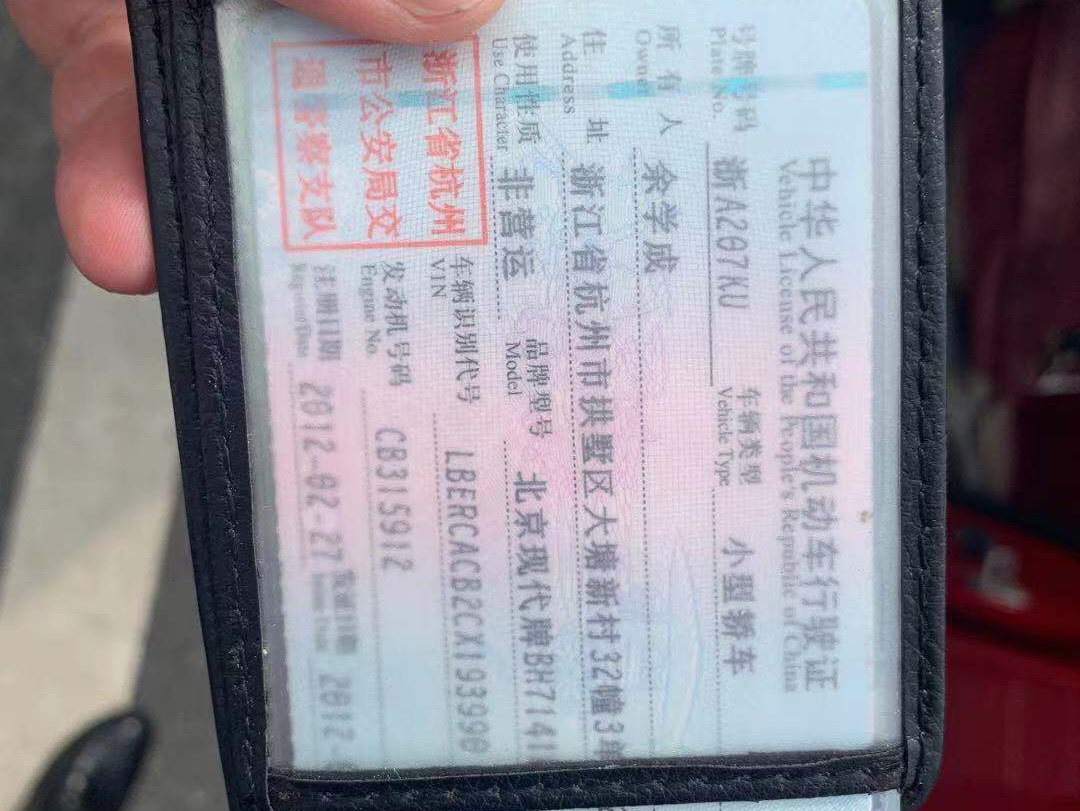 中华人民共和国机动车行驶证
Vehicle License of the People's Republic of China
号牌号码 浙A207KU 车辆类型 小型轿车
Plate No. Vehicle Type
所有人 余学成
Owner
住址 浙江省杭州市拱墅区大塘新村32幢3单
Address
使用性质 非营运 品牌型号 北京现代牌BH7141
Use Character Model
浙江省杭州
市公安局交
通警察支队
车辆识别代号 LBERCACB2CX193990
VIN
发动机号码 CB315912
Engine No.
注册日期 2012-02-27 发证日期 2012-
Register Date Issue Date